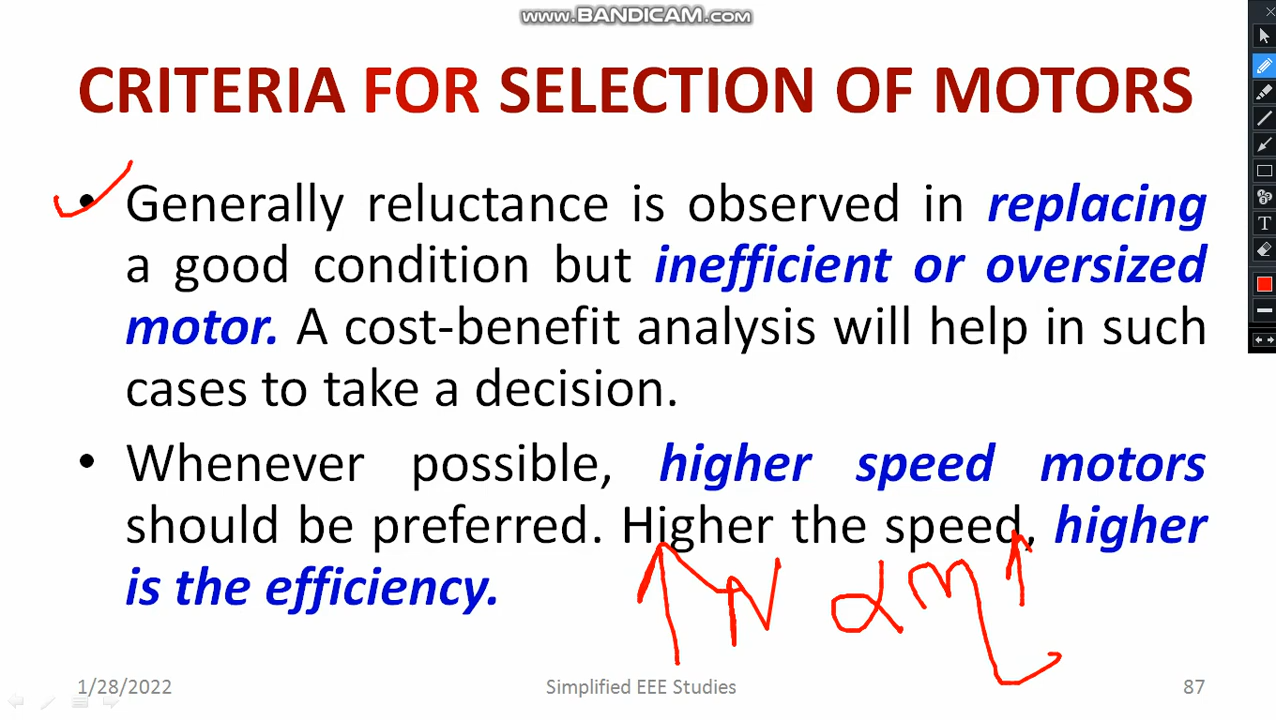 www.BANDICAM.com
CRITERIA FOR SELECTION OF MOTORS
• Generally reluctance is observed in replacing
a good condition but inefficient or oversized
motor. A cost-benefit analysis will help in such
cases to take a decision.
• Whenever possible, higher speed motors
should be preferred. Higher the speed, higher
is the efficiency.
↑ N α η ↑
1/28/2022 Simplified EEE Studies 87